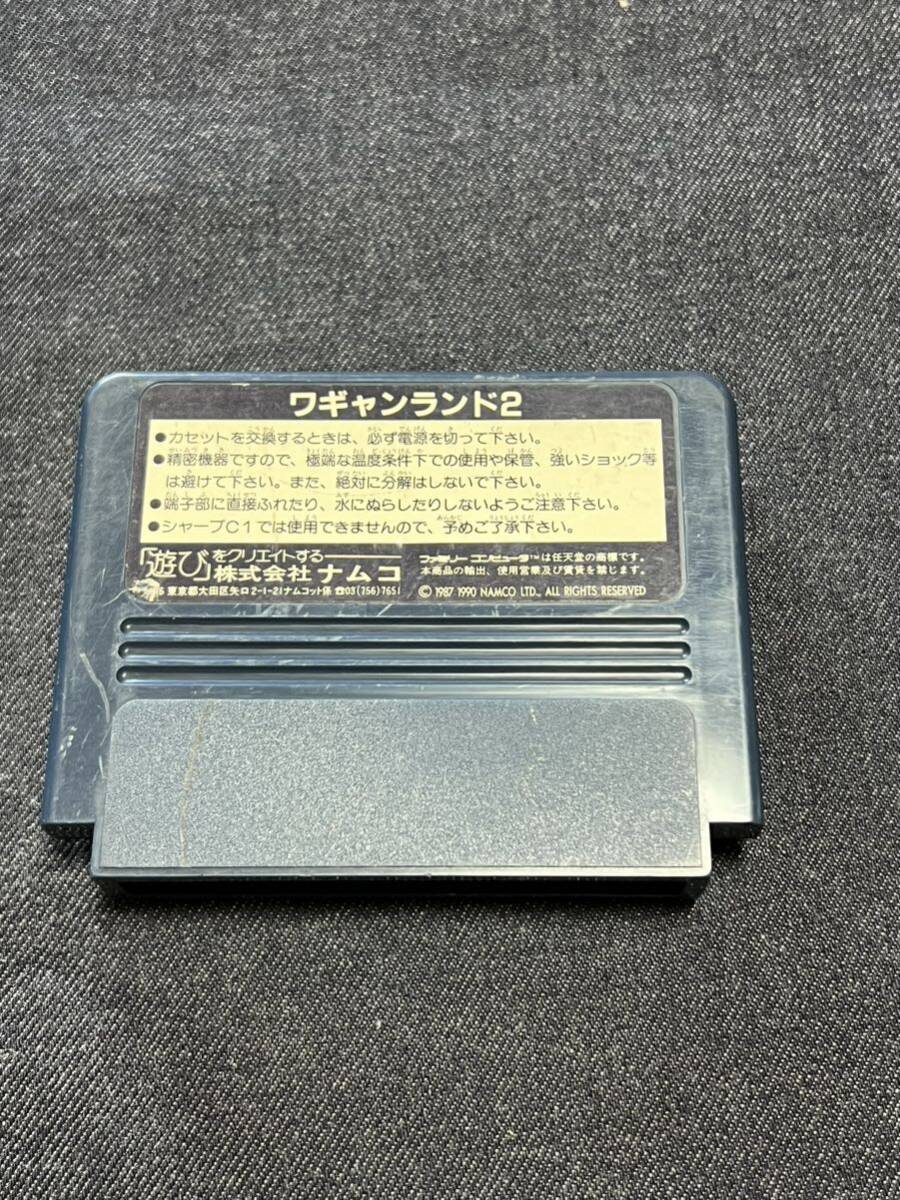 ワギャンランド2
●カセットを交換するときは、必ず電源を切って下さい。
●精密機器ですので、極端な温度条件下での使用や保管、強いショック等
は避けて下さい。また、絶対に分解はしないで下さい。
●端子部に直接ふれたり、水にぬらしたりしないようご注意下さい。
●シャープC1では使用できませんので、予めご了承下さい。
「遊び」をクリエイトする
株式会社 ナムコ
東京都大田区矢口2-1-21ナムコット係 ☎03(756)7651
ファミリーコンピュータ™は任天堂の商標です。
本商品の輸出、使用営業及び賃貸を禁じます。
© 1987 1990 NAMCO LTD., ALL RIGHTS RESERVED